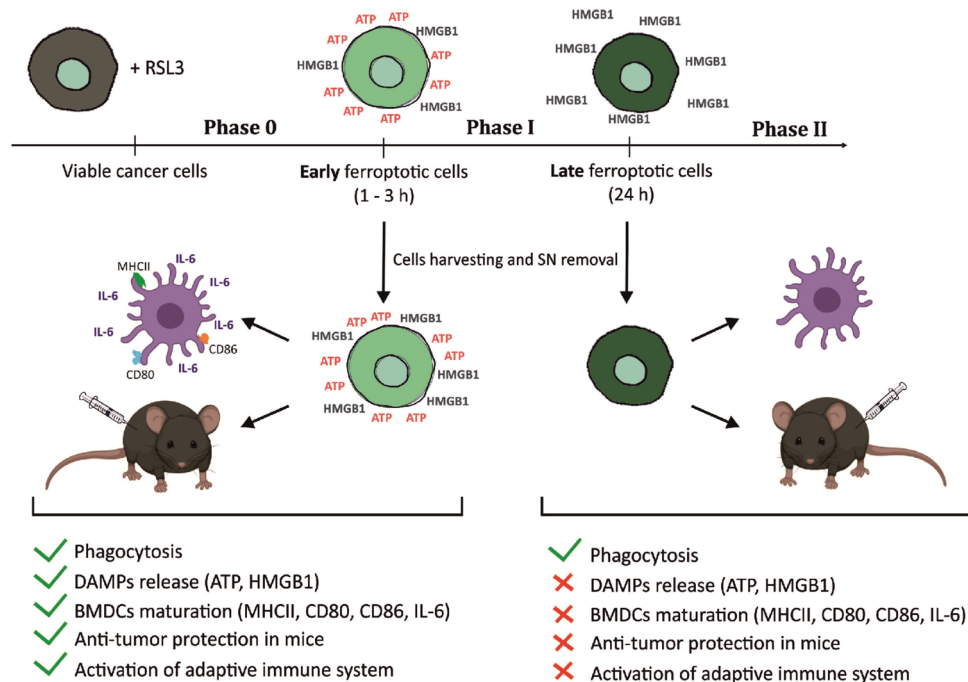 ATP
ATP
HMGB1
ATP
HMGB1
ATP
ATP
ATP
ATP
ATP
HMGB1
+ RSL3
HMGB1
HMGB1
HMGB1
HMGB1
HMGB1
HMGB1
Phase 0
Phase I
Phase II
Viable cancer cells
Early ferroptotic cells
(1 - 3 h)
Late ferroptotic cells
(24 h)
Cells harvesting and SN removal
MHCII
IL-6
IL-6
IL-6
IL-6
IL-6
IL-6
IL-6
CD86
CD80
ATP
ATP
HMGB1
HMGB1
ATP
ATP
ATP
HMGB1
ATP
HMGB1
HMGB1
ATP
ATP
Phagocytosis
DAMPs release (ATP, HMGB1)
BMDCs maturation (MHCII, CD80, CD86, IL-6)
Anti-tumor protection in mice
Activation of adaptive immune system
Phagocytosis
DAMPs release (ATP, HMGB1)
BMDCs maturation (MHCII, CD80, CD86, IL-6)
Anti-tumor protection in mice
Activation of adaptive immune system